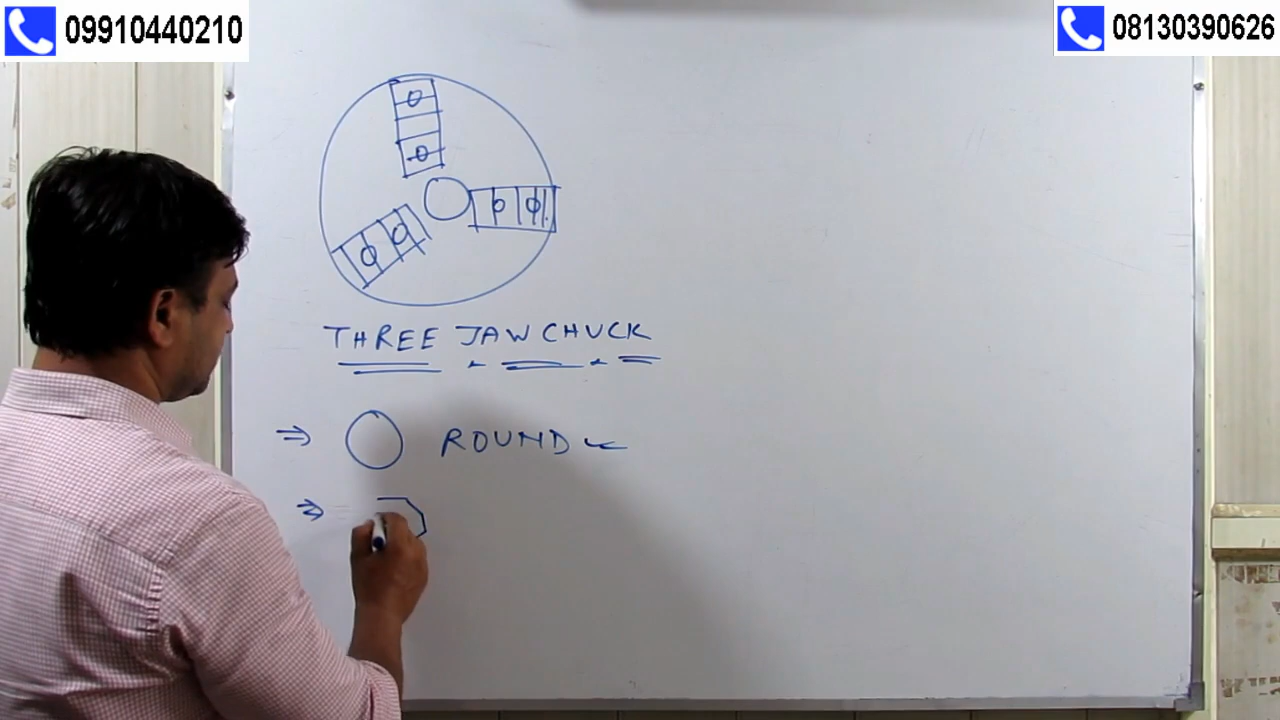 09910440210
08130390626
THREE JAW CHUCK
⇒ ROUND
⇒